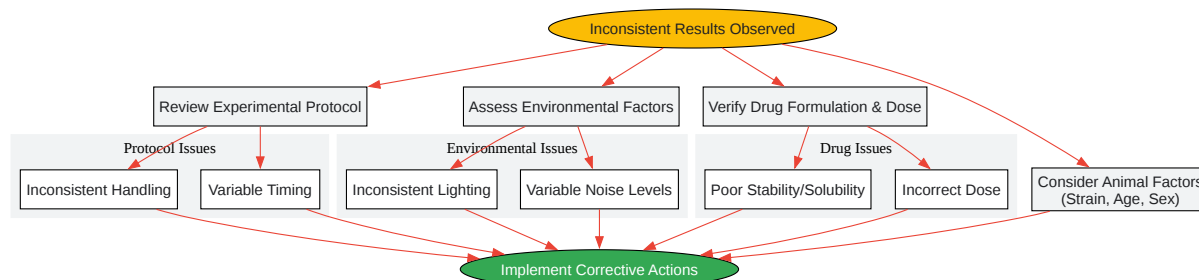 Inconsistent Results Observed
Review Experimental Protocol
Assess Environmental Factors
Verify Drug Formulation & Dose
Protocol Issues
Environmental Issues
Drug Issues
Inconsistent Handling
Variable Timing
Inconsistent Lighting
Variable Noise Levels
Poor Stability/Solubility
Incorrect Dose
Consider Animal Factors
(Strain, Age, Sex)
Implement Corrective Actions